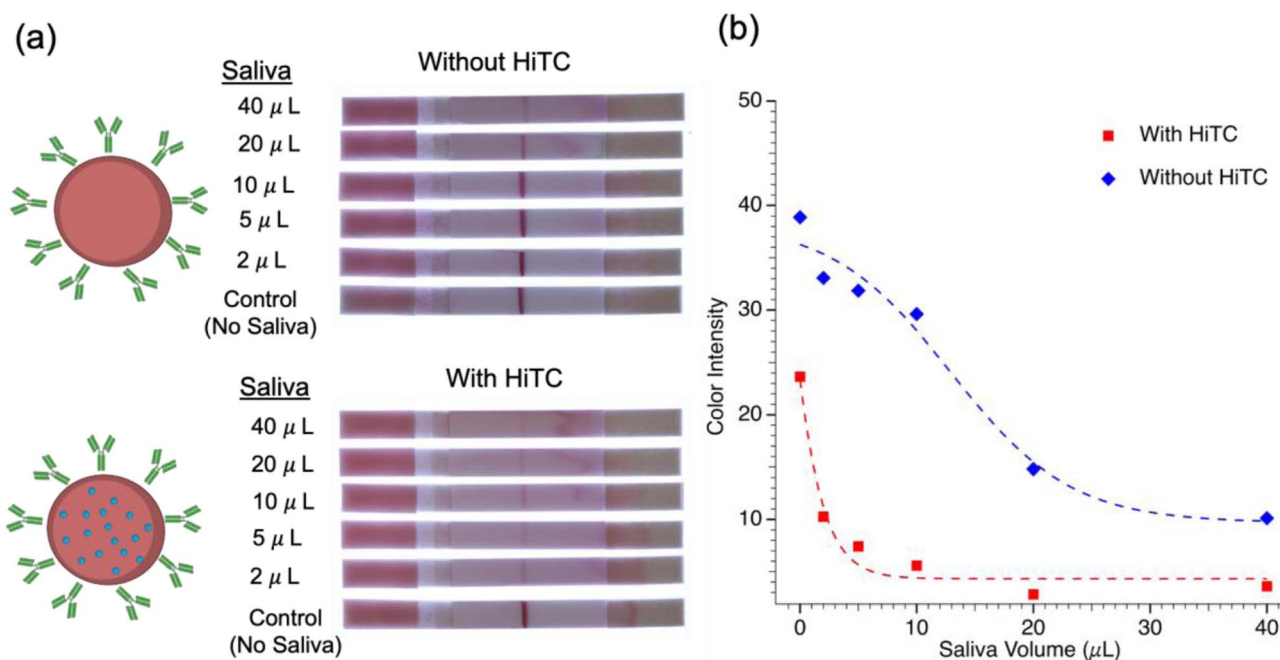 (a)
Saliva
Without HiTC
40 μL
20 μL
10 μL
5 μL
2 μL
Control
(No Saliva)
Saliva
With HiTC
40 μL
20 μL
10 μL
5 μL
2 μL
Control
(No Saliva)
(b)
50
40
30
20
10
Color Intensity
With HiTC
Without HiTC
0
10
20
30
40
Saliva Volume (μL)